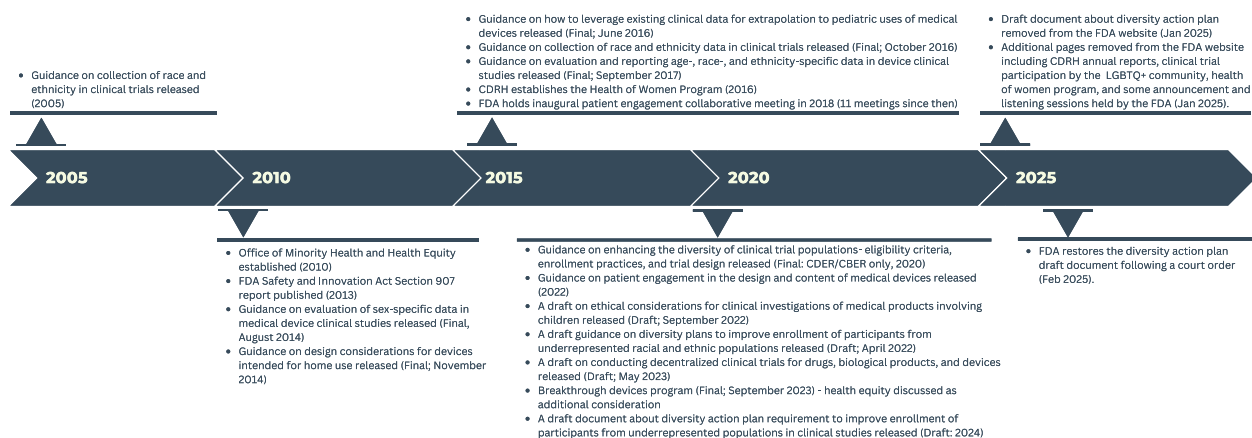 • Guidance on collection of race and
ethnicity in clinical trials released
(2005)
• Guidance on how to leverage existing clinical data for extrapolation to pediatric uses of medical
devices released (Final; June 2016)
• Guidance on collection of race and ethnicity data in clinical trials released (Final; October 2016)
• Guidance on evaluation and reporting age-, race-, and ethnicity-specific data in device clinical
studies released (Final; September 2017)
• CDRH establishes the Health of Women Program (2016)
• FDA holds inaugural patient engagement collaborative meeting in 2018 (11 meetings since then)
• Draft document about diversity action plan
removed from the FDA website (Jan 2025)
• Additional pages removed from the FDA website
including CDRH annual reports, clinical trial
participation by the LGBTQ+ community, health
of women program, and some announcement and
listening sessions held by the FDA (Jan 2025).
2005
2010
2015
2020
2025
• Office of Minority Health and Health Equity
established (2010)
• FDA Safety and Innovation Act Section 907
report published (2013)
• Guidance on evaluation of sex-specific data in
medical device clinical studies released (Final,
August 2014)
• Guidance on design considerations for devices
intended for home use released (Final; November
2014)
• Guidance on enhancing the diversity of clinical trial populations- eligibility criteria,
enrollment practices, and trial design released (Final: CDER/CBER only, 2020)
• Guidance on patient engagement in the design and content of medical devices released
(2022)
• A draft on ethical considerations for clinical investigations of medical products involving
children released (Draft; September 2022)
• A draft guidance on diversity plans to improve enrollment of participants from
underrepresented racial and ethnic populations released (Draft; April 2022)
• A draft on conducting decentralized clinical trials for drugs, biological products, and devices
released (Draft; May 2023)
• Breakthrough devices program (Final; September 2023) - health equity discussed as
additional consideration
• A draft document about diversity action plan requirement to improve enrollment of
participants from underrepresented populations in clinical studies released (Draft: 2024)
• FDA restores the diversity action plan
draft document following a court order
(Feb 2025).